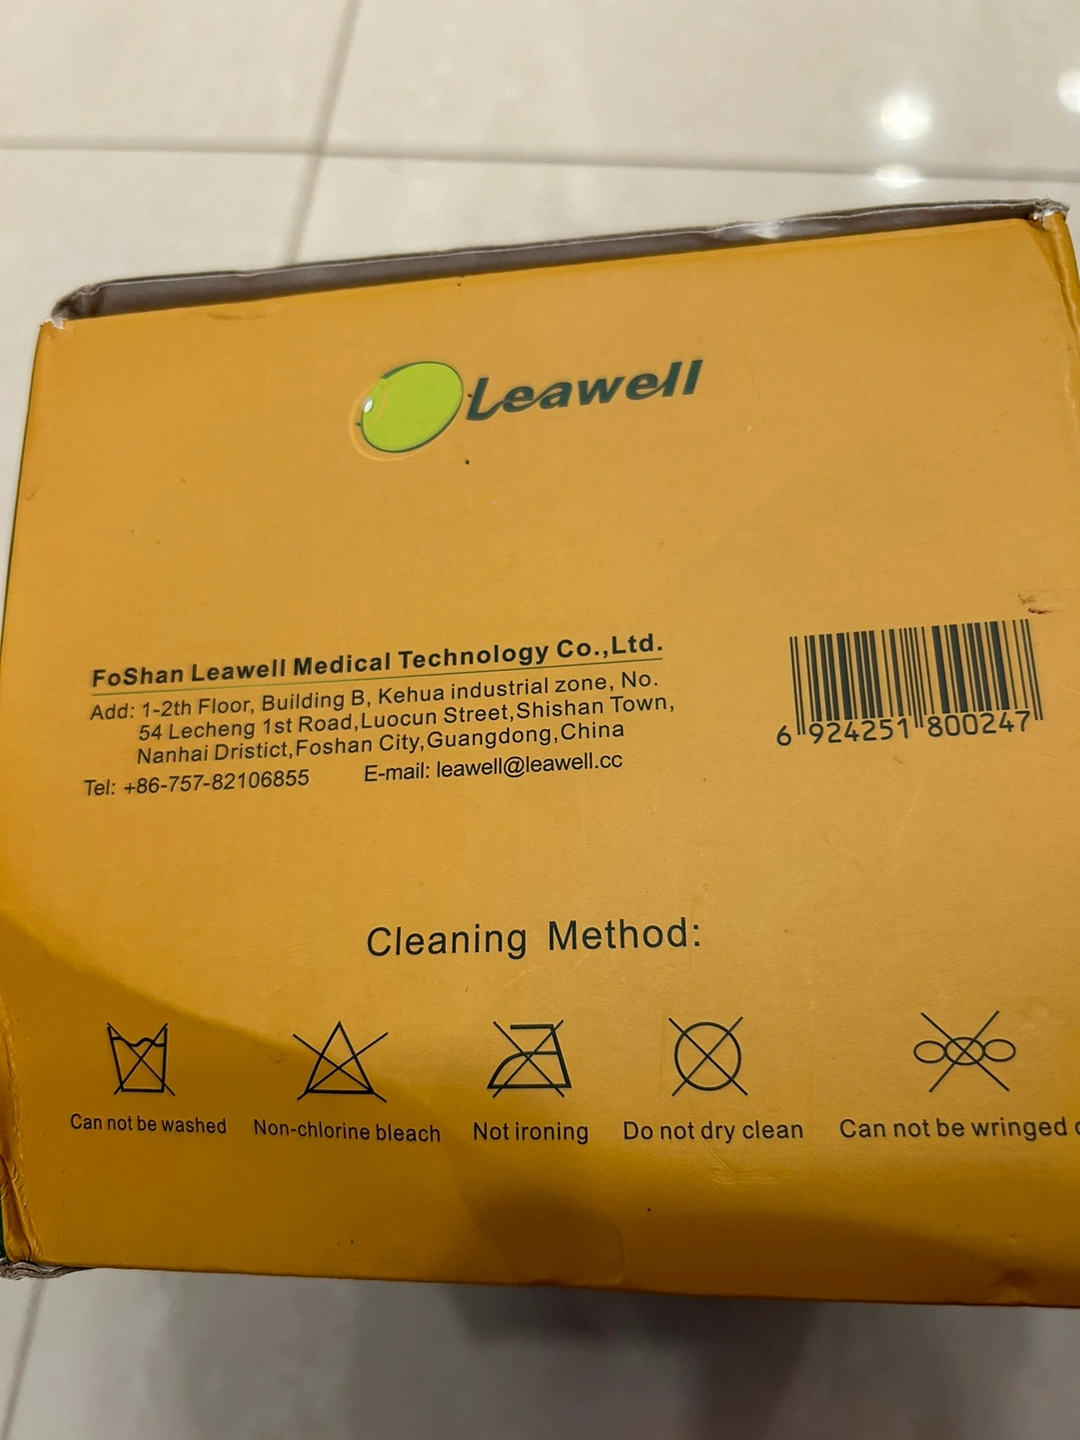 Leawell
FoShan Leawell Medical Technology Co.,Ltd.
Add: 1-2th Floor, Building B, Kehua industrial zone, No.
54 Lecheng 1st Road,Luocun Street,Shishan Town,
Nanhai Dristict,Foshan City,Guangdong,China
Tel: +86-757-82106855 E-mail: leawell@leawell.cc
6 924251 800247
Cleaning Method:
Can not be washed Non-chlorine bleach Not ironing Do not dry clean Can not be wringed